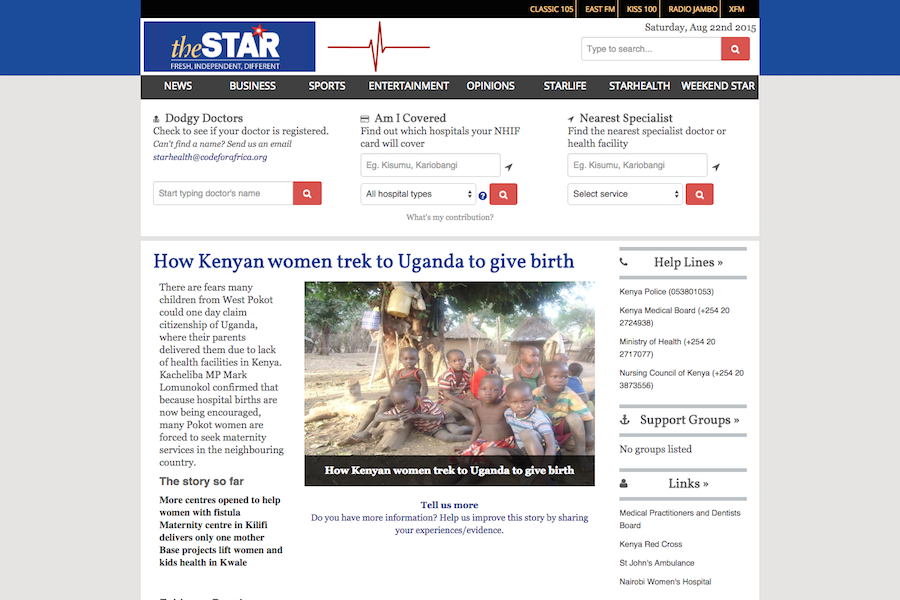 CLASSIC 105 EAST FM KISS 100 RADIO JAMBO XFM
Saturday, Aug 22nd 2015
theSTAR
FRESH, INDEPENDENT, DIFFERENT
Type to search...
NEWS BUSINESS SPORTS ENTERTAINMENT OPINIONS STARLIFE STARHEALTH WEEKEND STAR
Dodgy Doctors
Check to see if your doctor is registered.
Can't find a name? Send us an email
starhealth@codeforafrica.org
Start typing doctor's name
Am I Covered
Find out which hospitals your NHIF
card will cover
Eg. Kisumu, Kariobangi
All hospital types
?
What's my contribution?
Nearest Specialist
Find the nearest specialist doctor or
health facility
Eg. Kisumu, Kariobangi
Select service
How Kenyan women trek to Uganda to give birth
There are fears many
children from West Pokot
could one day claim
citizenship of Uganda,
where their parents
delivered them due to lack
of health facilities in Kenya.
Kacheliba MP Mark
Lomunokol confirmed that
because hospital births are
now being encouraged,
many Pokot women are
forced to seek maternity
services in the neighbouring
country.
The story so far
More centres opened to help
women with fistula
Maternity centre in Kilifi
delivers only one mother
Base projects lift women and
kids health in Kwale
How Kenyan women trek to Uganda to give birth
Tell us more
Do you have more information? Help us improve this story by sharing
your experiences/evidence.
Help Lines »
Kenya Police (053801053)
Kenya Medical Board (+254 20
2724938)
Ministry of Health (+254 20
2717077)
Nursing Council of Kenya (+254 20
3873556)
Support Groups »
No groups listed
Links »
Medical Practitioners and Dentists
Board
Kenya Red Cross
St John's Ambulance
Nairobi Women's Hospital